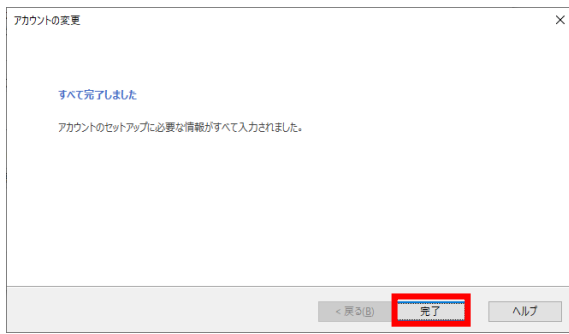 アカウントの変更
すべて完了しました
アカウントのセットアップに必要な情報がすべて入力されました。
< 戻る(B)
完了
ヘルプ